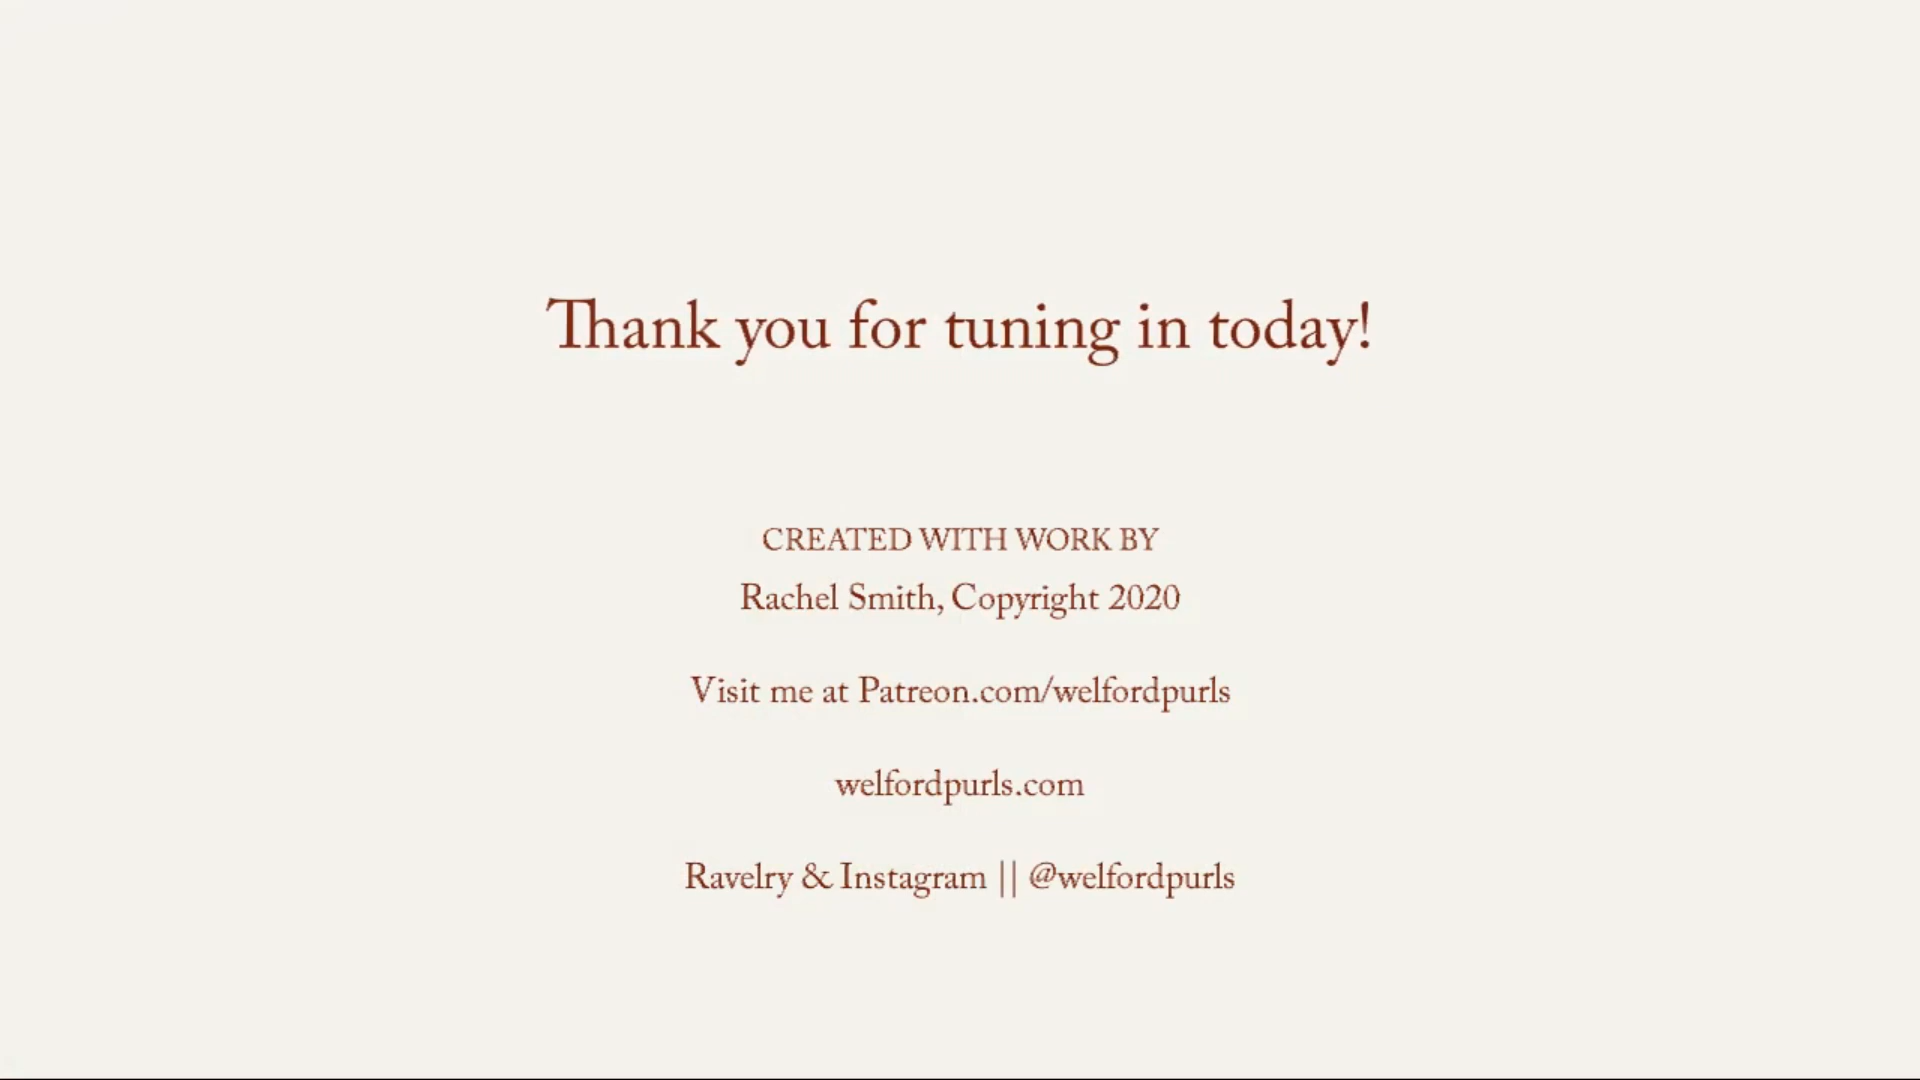 Thank you for tuning in today!
CREATED WITH WORK BY
Rachel Smith, Copyright 2020
Visit me at Patreon.com/welfordpurls
welfordpurls.com
Ravelry & Instagram || @welfordpurls